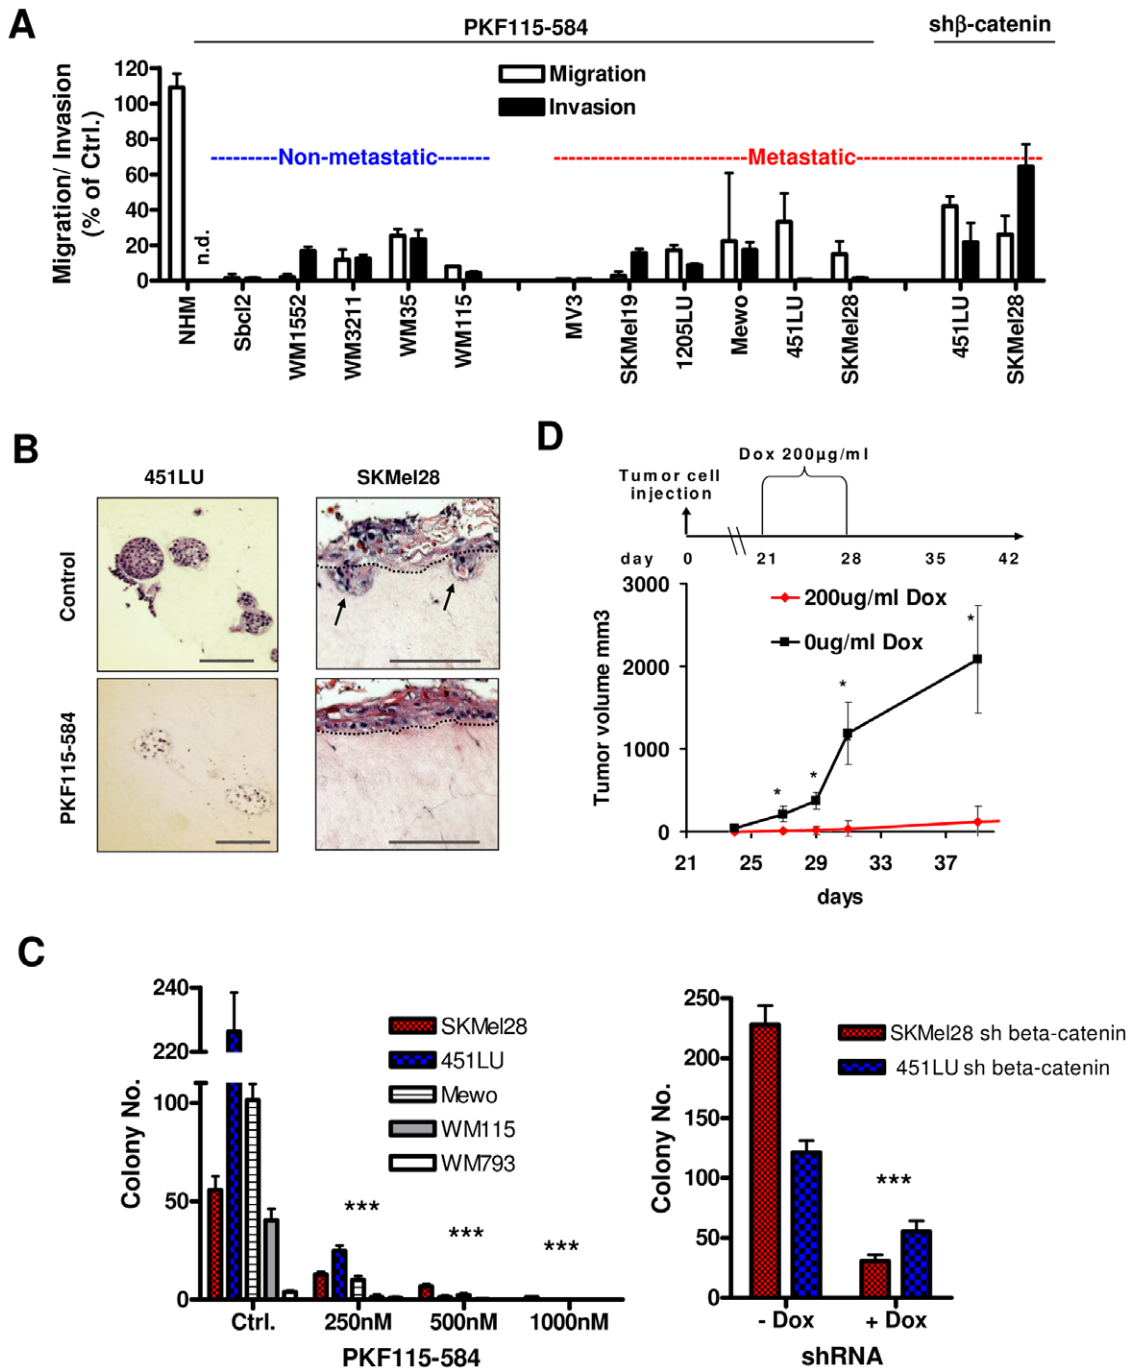 A
PKF115-584
shβ-catenin
Migration/ Invasion
(% of Ctrl.)
120
100
80
60
40
20
0
Migration
Invasion
Non-metastatic
Metastatic
n.d.
NHM
Sbcl2
WM1552
WM3211
WM35
WM115
MV3
SKMel19
1205LU
Mewo
451LU
SKMel28
451LU
SKMel28
B
451LU
SKMel28
Control
PKF115-584
D
Dox 200µg/ml
Tumor cell
injection
day
0
21
28
35
42
Tumor volume mm3
3000
2000
1000
0
200ug/ml Dox
0ug/ml Dox
*
*
*
*
21
25
29
33
37
days
C
Colony No.
240
220
100
50
0
SKMel28
451LU
Mewo
WM115
WM793
***
***
***
Ctrl.
250nM
500nM
1000nM
PKF115-584
Colony No.
250
200
150
100
50
0
SKMel28 sh beta-catenin
451LU sh beta-catenin
***
- Dox
+ Dox
shRNA